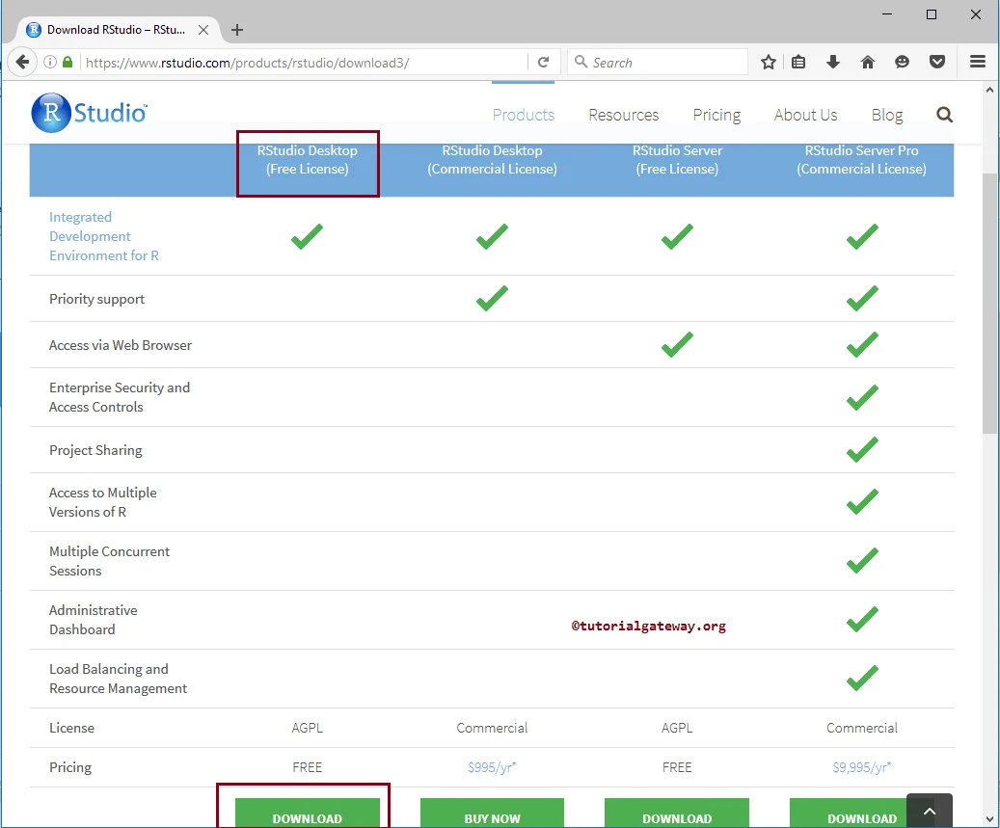 Download RStudio – RStu...
https://www.rstudio.com/products/rstudio/download3/
Search
R Studio™
Products Resources Pricing About Us Blog
RStudio Desktop
(Free License)
RStudio Desktop
(Commercial License)
RStudio Server
(Free License)
RStudio Server Pro
(Commercial License)
Integrated
Development
Environment for R
Priority support
Access via Web Browser
Enterprise Security and
Access Controls
Project Sharing
Access to Multiple
Versions of R
Multiple Concurrent
Sessions
Administrative
Dashboard
©tutorialgateway.org
Load Balancing and
Resource Management
License AGPL Commercial AGPL Commercial
Pricing FREE $995/yr* FREE $9,995/yr*
DOWNLOAD BUY NOW DOWNLOAD DOWNLOAD